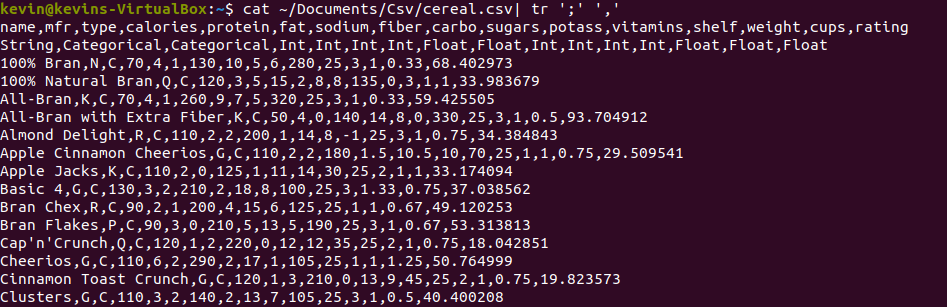 kevin@kevins-VirtualBox:~$ cat ~/Documents/Csv/cereal.csv| tr ';' ','
name,mfr,type,calories,protein,fat,sodium,fiber,carbo,sugars,potass,vitamins,shelf,weight,cups,rating
String,Categorical,Categorical,Int,Int,Int,Int,Float,Float,Int,Int,Int,Int,Float,Float,Float
100% Bran,N,C,70,4,1,130,10,5,6,280,25,3,1,0.33,68.402973
100% Natural Bran,Q,C,120,3,5,15,2,8,8,135,0,3,1,1,33.983679
All-Bran,K,C,70,4,1,260,9,7,5,320,25,3,1,0.33,59.425505
All-Bran with Extra Fiber,K,C,50,4,0,140,14,8,0,330,25,3,1,0.5,93.704912
Almond Delight,R,C,110,2,2,200,1,14,8,-1,25,3,1,0.75,34.384843
Apple Cinnamon Cheerios,G,C,110,2,2,180,1.5,10.5,10,70,25,1,1,0.75,29.509541
Apple Jacks,K,C,110,2,0,125,1,11,14,30,25,2,1,1,33.174094
Basic 4,G,C,130,3,2,210,2,18,8,100,25,3,1.33,0.75,37.038562
Bran Chex,R,C,90,2,1,200,4,15,6,125,25,1,1,0.67,49.120253
Bran Flakes,P,C,90,3,0,210,5,13,5,190,25,3,1,0.67,53.313813
Cap'n'Crunch,Q,C,120,1,2,220,0,12,12,35,25,2,1,0.75,18.042851
Cheerios,G,C,110,6,2,290,2,17,1,105,25,1,1,1.25,50.764999
Cinnamon Toast Crunch,G,C,120,1,3,210,0,13,9,45,25,2,1,0.75,19.823573
Clusters,G,C,110,3,2,140,2,13,7,105,25,3,1,0.5,40.400208